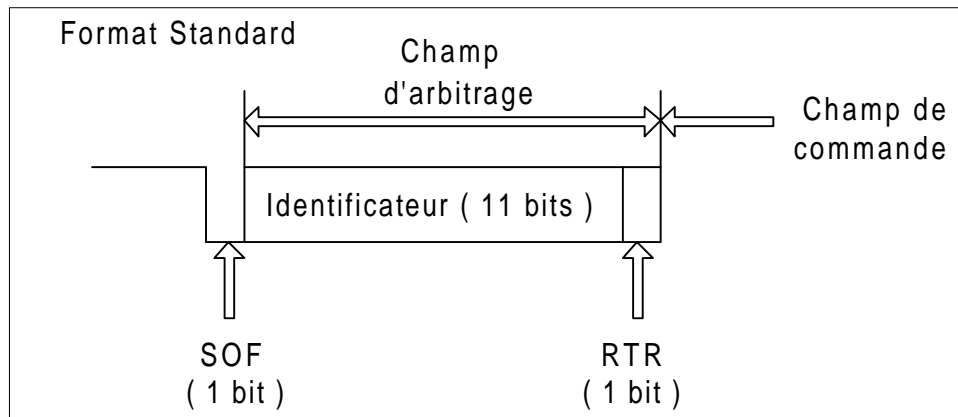 Format Standard
Champ
d'arbitrage
Champ de
commande
Identificateur ( 11 bits )
SOF
( 1 bit )
RTR
( 1 bit )